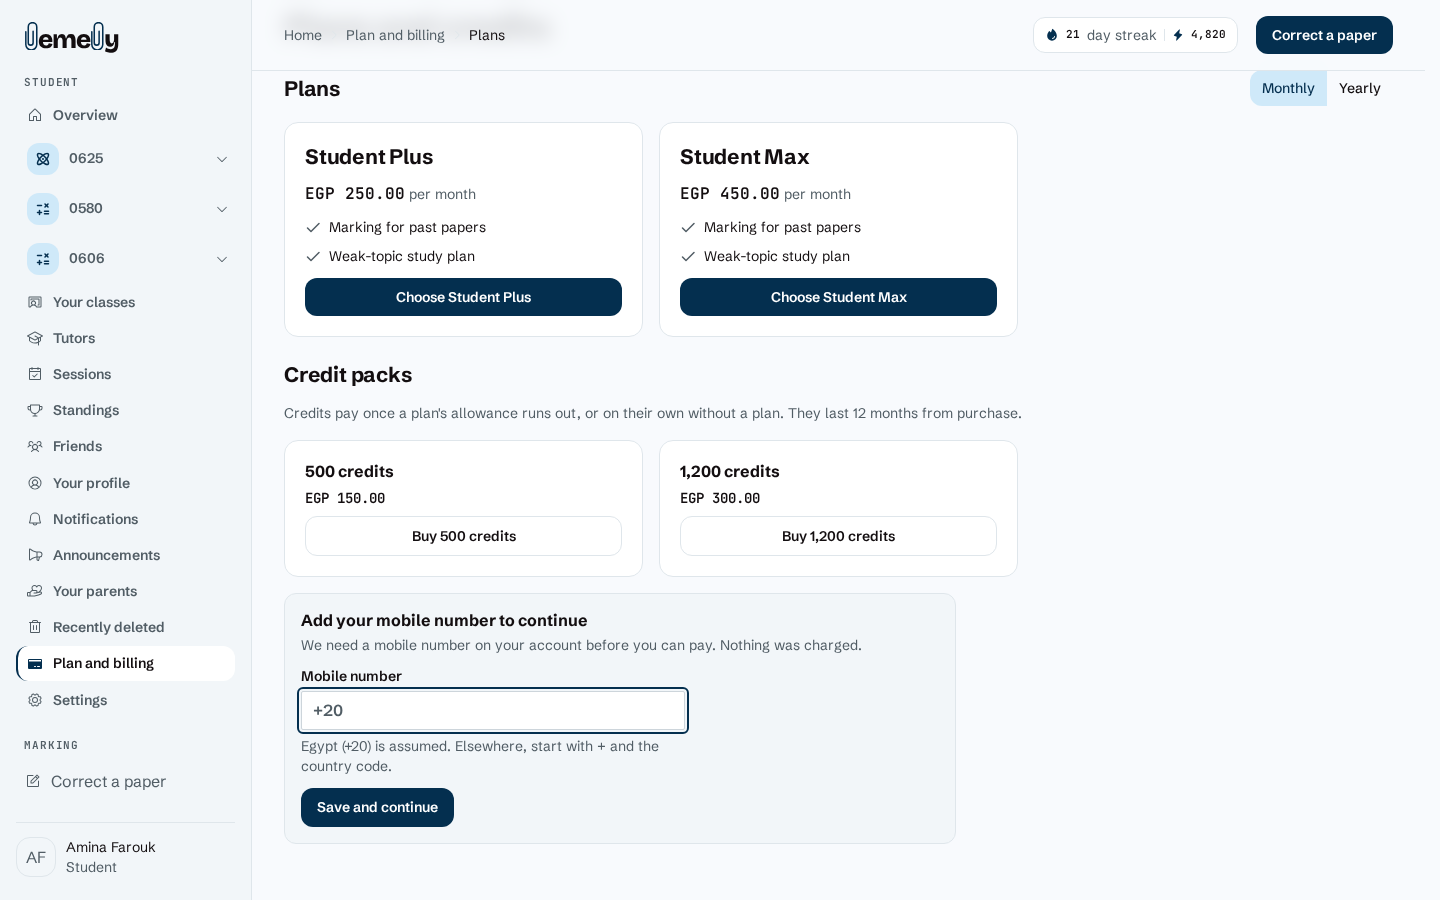 lemelly
STUDENT
Overview
0625
0580
0606
Your classes
Tutors
Sessions
Standings
Friends
Your profile
Notifications
Announcements
Your parents
Recently deleted
Plan and billing
Settings
MARKING
Correct a paper
AF
Amina Farouk
Student
Home Plan and billing Plans
21 day streak 4,820
Correct a paper
Plans
Monthly Yearly
Student Plus
EGP 250.00 per month
Marking for past papers
Weak-topic study plan
Choose Student Plus
Student Max
EGP 450.00 per month
Marking for past papers
Weak-topic study plan
Choose Student Max
Credit packs
Credits pay once a plan's allowance runs out, or on their own without a plan. They last 12 months from purchase.
500 credits
EGP 150.00
Buy 500 credits
1,200 credits
EGP 300.00
Buy 1,200 credits
Add your mobile number to continue
We need a mobile number on your account before you can pay. Nothing was charged.
Mobile number
+20
Egypt (+20) is assumed. Elsewhere, start with + and the
country code.
Save and continue